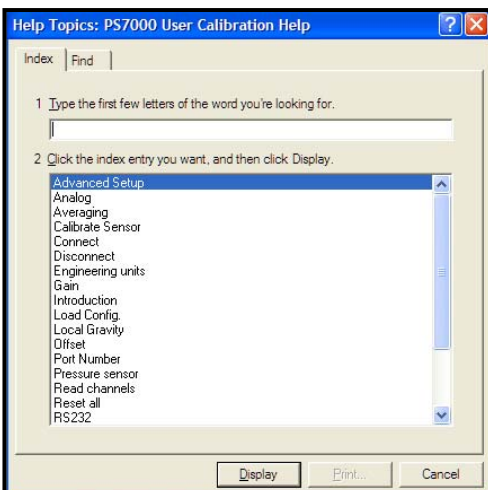 Help Topics: PS7000 User Calibration Help
Index Find
1 Type the first few letters of the word you're looking for.
2 Click the index entry you want, and then click Display.
Advanced Setup
Analog
Averaging
Calibrate Sensor
Connect
Disconnect
Engineering units
Gain
Introduction
Load Config.
Local Gravity
Offset
Port Number
Pressure sensor
Read channels
Reset all
RS232
Display Print... Cancel